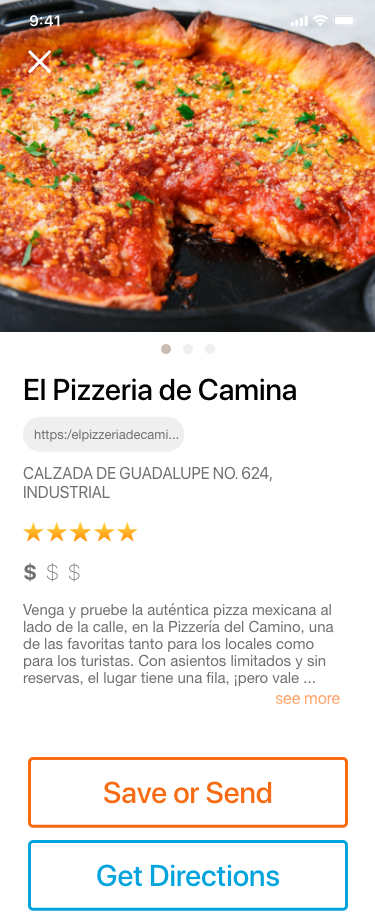 9:41
El Pizzeria de Camina
https:/elpizzeriadecami...
CALZADA DE GUADALUPE NO. 624,
INDUSTRIAL
$ $ $
Venga y pruebe la auténtica pizza mexicana al
lado de la calle, en la Pizzería del Camino, una
de las favoritas tanto para los locales como
para los turistas. Con asientos limitados y sin
reservas, el lugar tiene una fila, ¡pero vale ...
see more
Save or Send
Get Directions